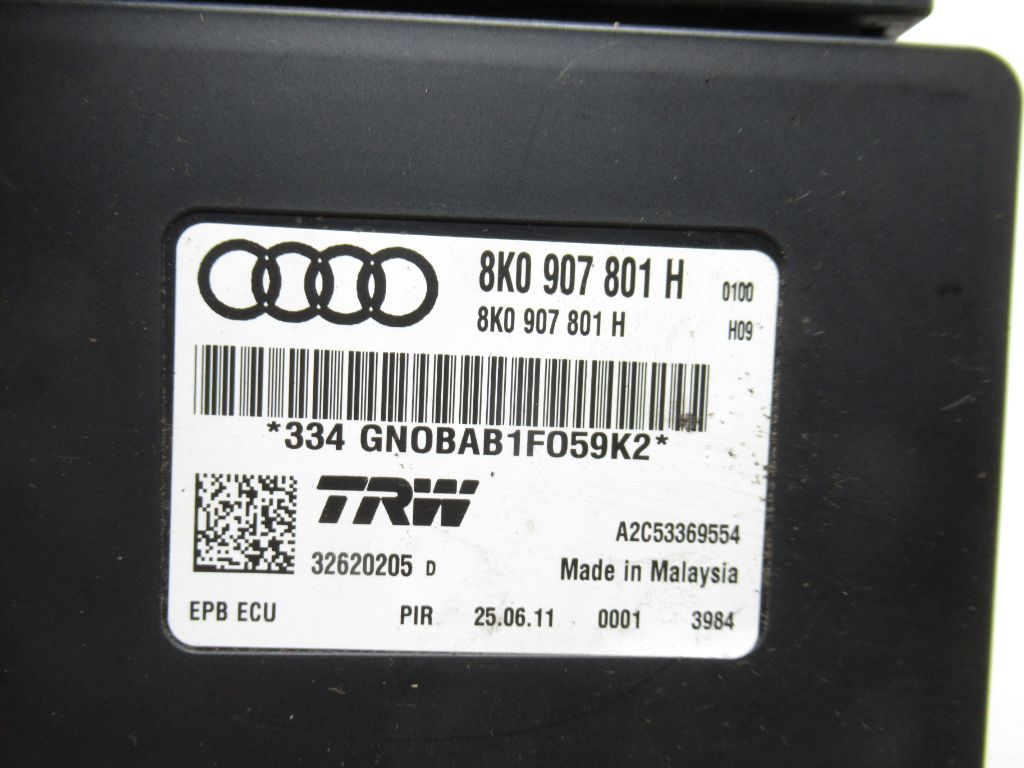 8K0 907 801 H 0100
8K0 907 801 H H09
*334 GNOBAB1FO59K2*
TRW
A2C53369554
32620205 D Made in Malaysia
EPB ECU PIR 25.06.11 0001 3984